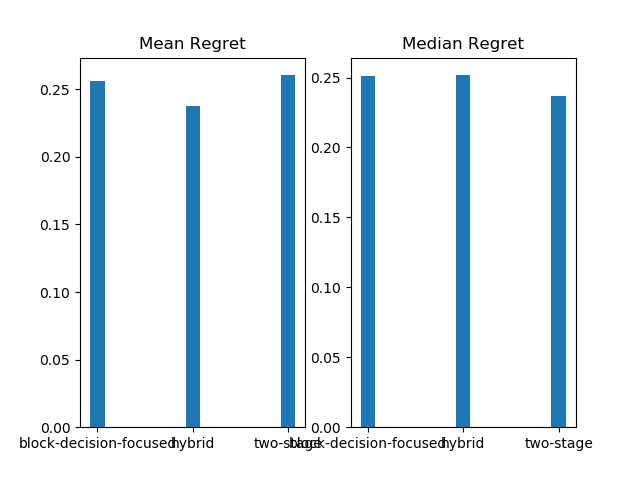 Mean Regret
0.25
0.20
0.15
0.10
0.05
0.00
block-decision-focused
hybrid
two-stage
Median Regret
0.25
0.20
0.15
0.10
0.05
0.00
block-decision-focused
hybrid
two-stage